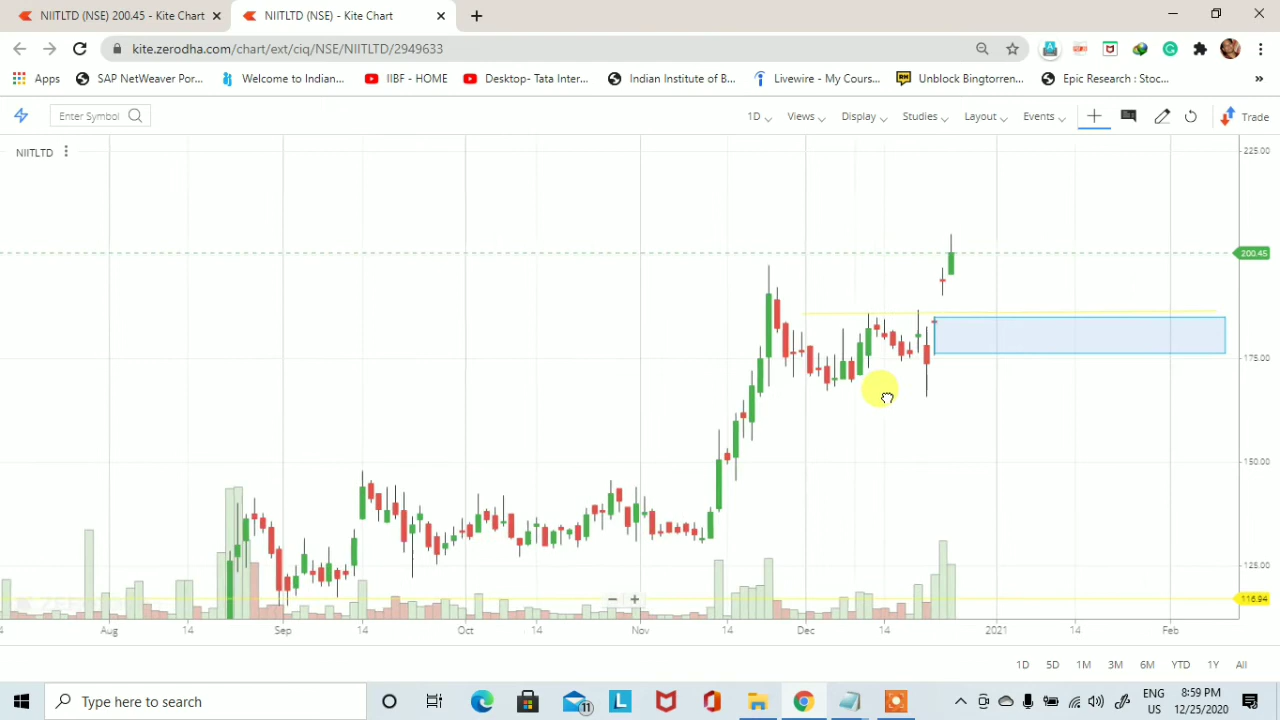 NIITLTD (NSE) 200.45 - Kite Chart
NIITLTD (NSE) - Kite Chart
kite.zerodha.com/chart/ext/ciq/NSE/NIITLTD/2949633
Apps SAP NetWeaver Por... Welcome to Indian... IIBF - HOME Desktop- Tata Inter... Indian Institute of B... Livewire - My Cours... Unblock Bingtorren... Epic Research : Stoc... »
Enter Symbol 1D Views Display Studies Layout Events Trade
NIITLTD
225.00
200.45
175.00
150.00
125.00
116.94
Aug 14 Sep 14 Oct 14 Nov 14 Dec 14 2021 14 Feb
1D 5D 1M 3M 6M YTD 1Y All
Type here to search
11
ENG
US
8:59 PM
12/25/2020